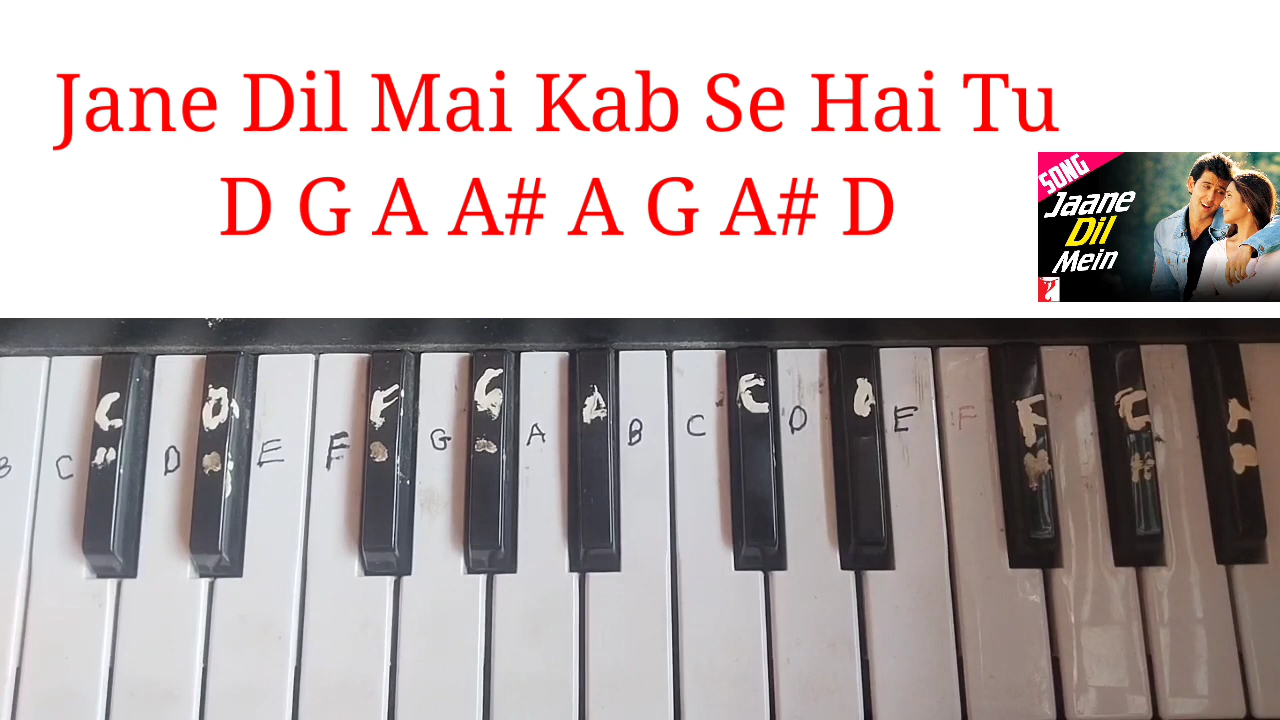 Jane Dil Mai Kab Se Hai Tu
D G A A# A G A# D
SONG
Jaane
Dil
Mein
C D F G A C D F G A
B C D E F G A B C D E F